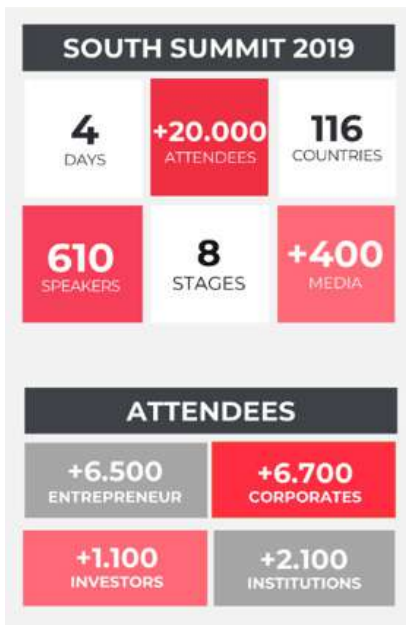 SOUTH SUMMIT 2019
4
DAYS
+20.000
ATTENDEES
116
COUNTRIES
610
SPEAKERS
8
STAGES
+400
MEDIA
ATTENDEES
+6.500
ENTREPRENEUR
+6.700
CORPORATES
+1.100
INVESTORS
+2.100
INSTITUTIONS